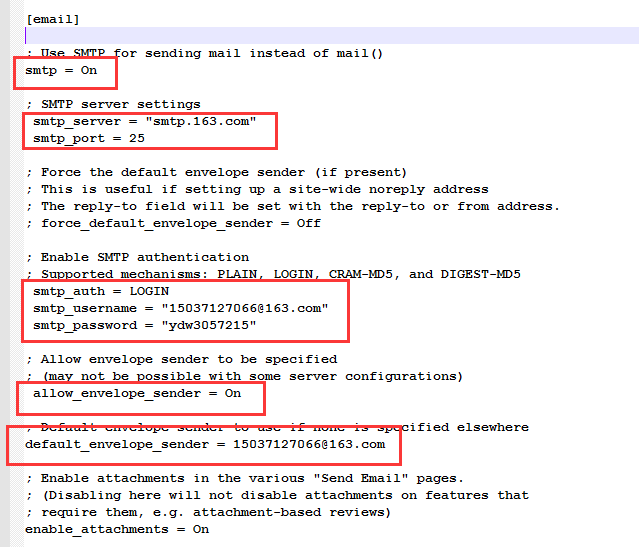 [email]
; Use SMTP for sending mail instead of mail()
smtp = On
; SMTP server settings
smtp_server = "smtp.163.com"
smtp_port = 25
; Force the default envelope sender (if present)
; This is useful if setting up a site-wide noreply address
; The reply-to field will be set with the reply-to or from address.
; force_default_envelope_sender = Off
; Enable SMTP authentication
; Supported mechanisms: PLAIN, LOGIN, CRAM-MD5, and DIGEST-MD5
smtp_auth = LOGIN
smtp_username = "15037127066@163.com"
smtp_password = "ydw3057215"
; Allow envelope sender to be specified
; (may not be possible with some server configurations)
allow_envelope_sender = On
; Default envelope sender to use if none is specified elsewhere
default_envelope_sender = 15037127066@163.com
; Enable attachments in the various "Send Email" pages.
; (Disabling here will not disable attachments on features that
; require them, e.g. attachment-based reviews)
enable_attachments = On